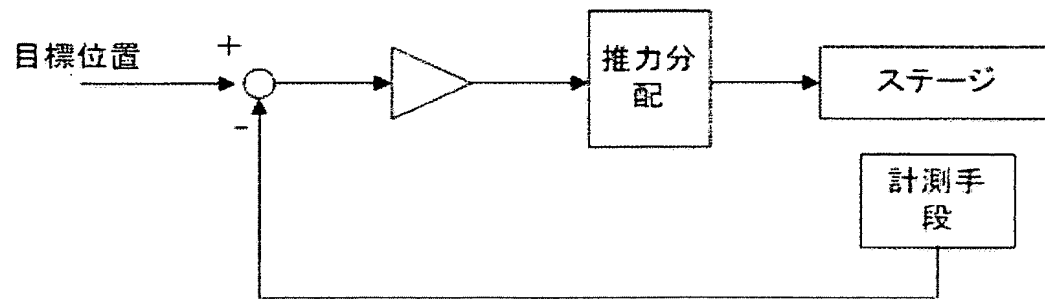 目標位置
+
-
推力分
配
ステージ
計測手
段